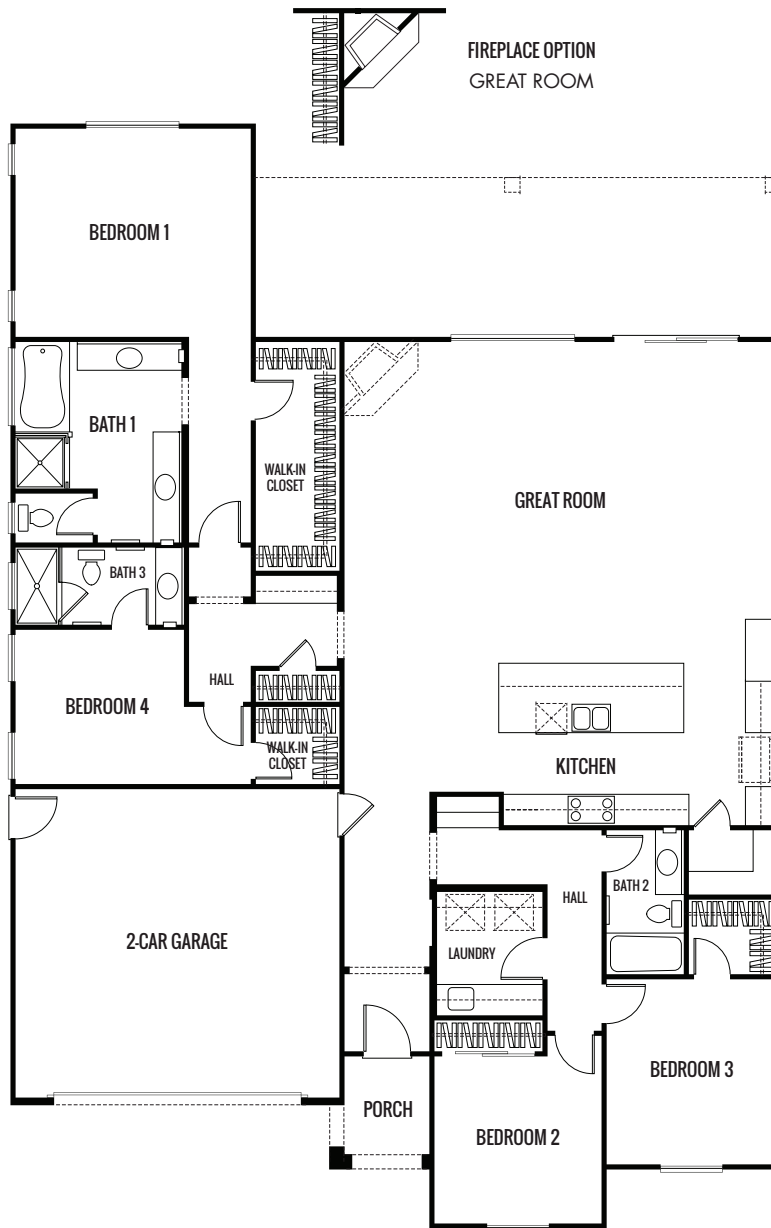 FIREPLACE OPTION
GREAT ROOM
BEDROOM 1
BATH 1
WALK-IN
CLOSET
GREAT ROOM
BATH 3
HALL
BEDROOM 4
WALK-IN
CLOSET
KITCHEN
BATH 2
HALL
2-CAR GARAGE
LAUNDRY
BEDROOM 3
PORCH
BEDROOM 2